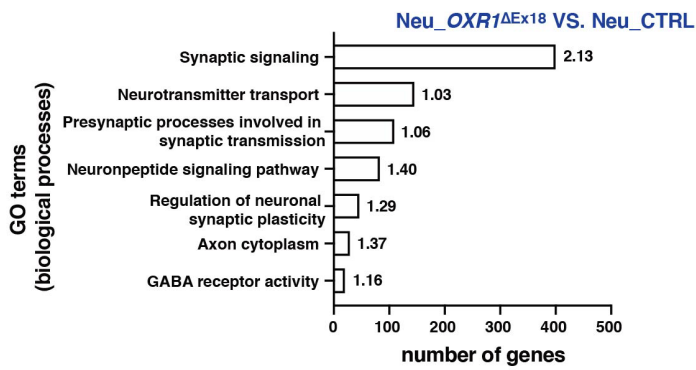 Neu_OXR1ΔEx18 VS. Neu_CTRL
GO terms
(biological processes)
Synaptic signaling
2.13
Neurotransmitter transport
1.03
Presynaptic processes involved in
synaptic transmission
1.06
Neuronpeptide signaling pathway
1.40
Regulation of neuronal
synaptic plasticity
1.29
Axon cytoplasm
1.37
GABA receptor activity
1.16
0 100 200 300 400 500
number of genes